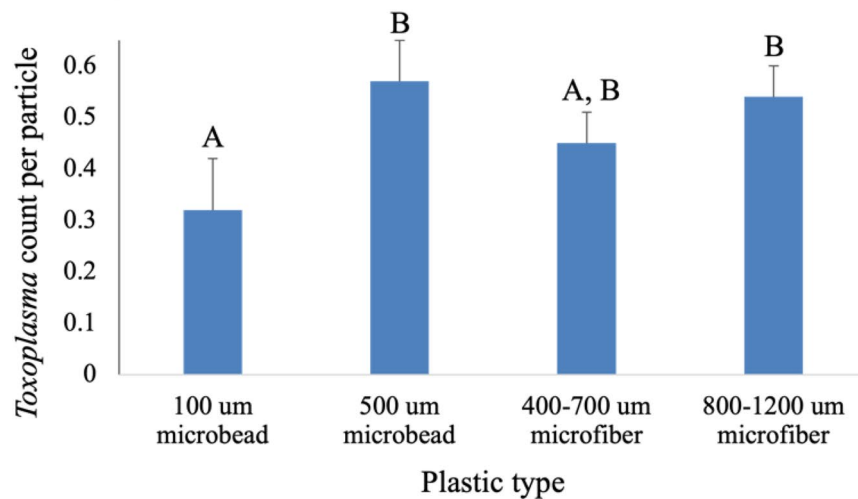 Toxoplasma count per particle
0.6
0.5
0.4
0.3
0.2
0.1
0
A
B
A, B
B
100 um
microbead
500 um
microbead
400-700 um
microfiber
800-1200 um
microfiber
Plastic type